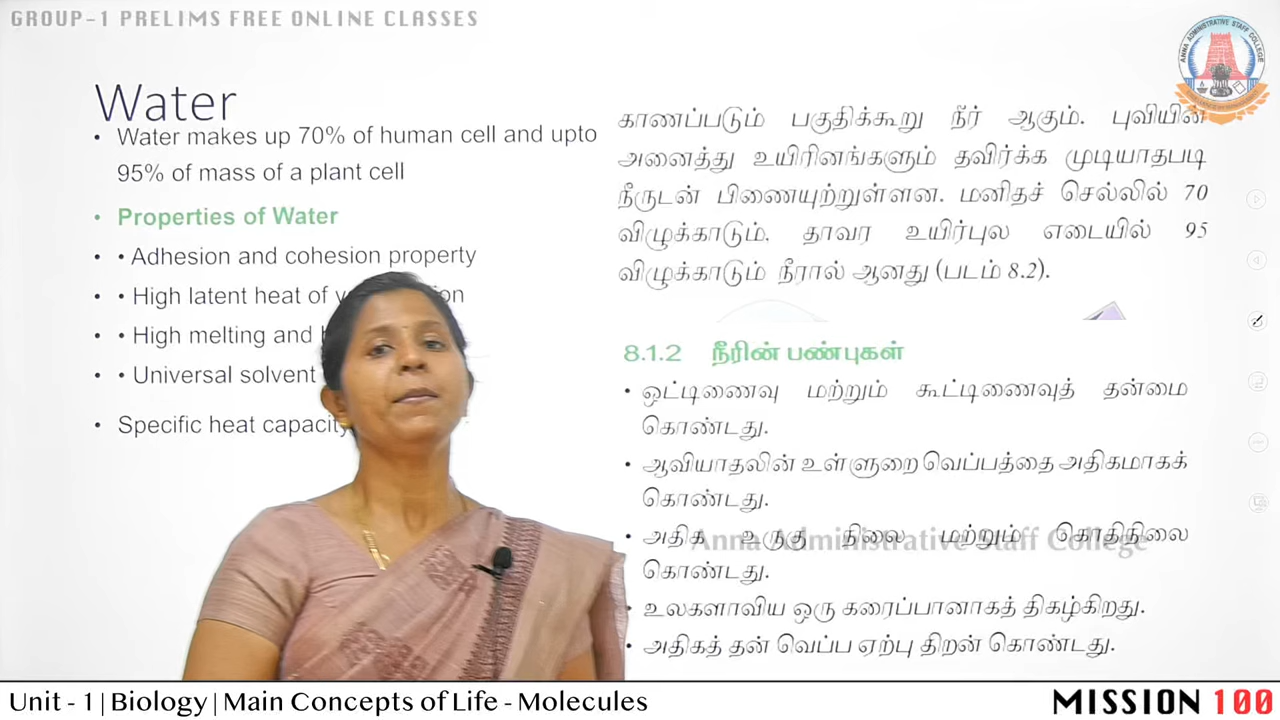 GROUP-1 PRELIMS FREE ONLINE CLASSES
ANNA ADMINISTRATIVE STAFF COLLEGE
Water
• Water makes up 70% of human cell and upto
95% of mass of a plant cell
• Properties of Water
• • Adhesion and cohesion property
• • High latent heat of
• • High melting and
• • Universal solvent
• Specific heat capacity
காணப்படும் பகுதிக்கூறு நீர் ஆகும். புவியின்
அனைத்து உயிரினங்களும் தவிர்க்க முடியாதபடி
நீருடன் பிணையுற்றுள்ளன. மனிதச் செல்லில் 70
விழுக்காடும், தாவர உயிர்புல எடையில் 95
விழுக்காடும் நீரால் ஆனது (படம் 8.2).
8.1.2 நீரின் பண்புகள்
• ஒட்டிணைவு மற்றும் கூட்டிணைவுத் தன்மை
கொண்டது.
• ஆவியாதலின் உள்ளுறை வெப்பத்தை அதிகமாகக்
கொண்டது.
• அதிக உருகு நிலை மற்றும் கொதிநிலை
கொண்டது.
Anna Administrative Staff College
• உலகளாவிய ஒரு கரைப்பானாகத் திகழ்கிறது.
• அதிகத் தன் வெப்ப ஏற்பு திறன் கொண்டது.
Unit - 1 | Biology | Main Concepts of Life - Molecules
MISSION 100